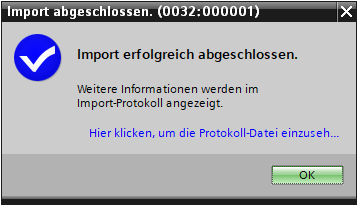 Import abgeschlossen. (0032:000001)
Import erfolgreich abgeschlossen.
Weitere Informationen werden im
Import-Protokoll angezeigt.
Hier klicken, um die Protokoll-Datei einzuseh...
OK